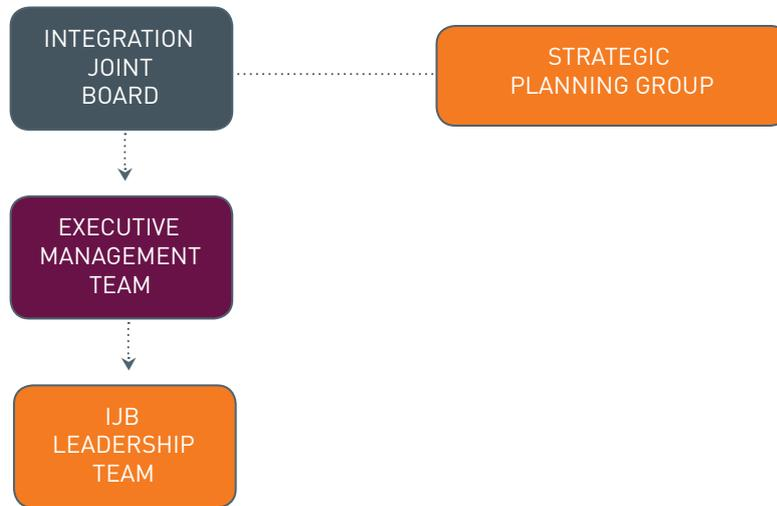 INTEGRATION
JOINT
BOARD
STRATEGIC
PLANNING GROUP
EXECUTIVE
MANAGEMENT
TEAM
IJB
LEADERSHIP
TEAM